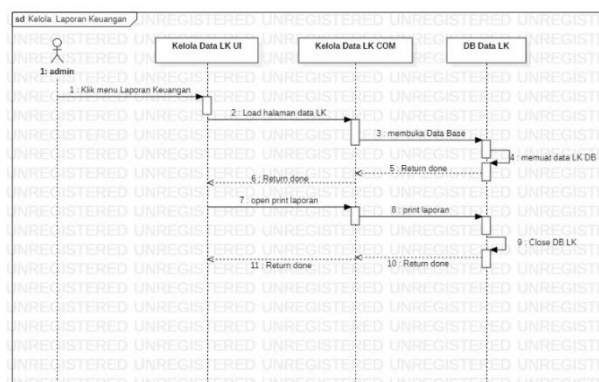 sd Kelola Laporan Keuangan
1: admin
Kelola Data LK UI
Kelola Data LK COM
DB Data LK
1 : Klik menu Laporan Keuangan
2 : Load halaman data LK
3 : membuka Data Base
4 : memuat data LK DB
5 : Return done
6 : Return done
7 : open print laporan
8 : print laporan
9 : Close DB LK
10 : Return done
11 : Return done
UNREGISTERED